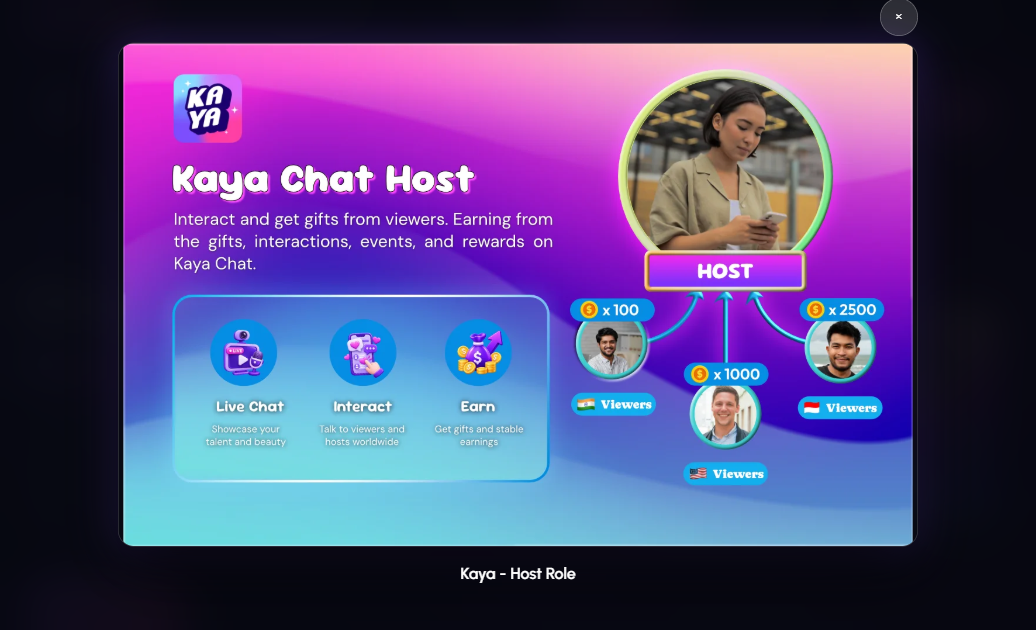 ×
KA
YA
Kaya Chat Host
Interact and get gifts from viewers. Earning from
the gifts, interactions, events, and rewards on
Kaya Chat.
HOST
x 100
x 2500
x 1000
Viewers
Viewers
Viewers
LIVE
Live Chat
Showcase your
talent and beauty
Interact
Talk to viewers and
hosts worldwide
$
Earn
Get gifts and stable
earnings
Kaya - Host Role